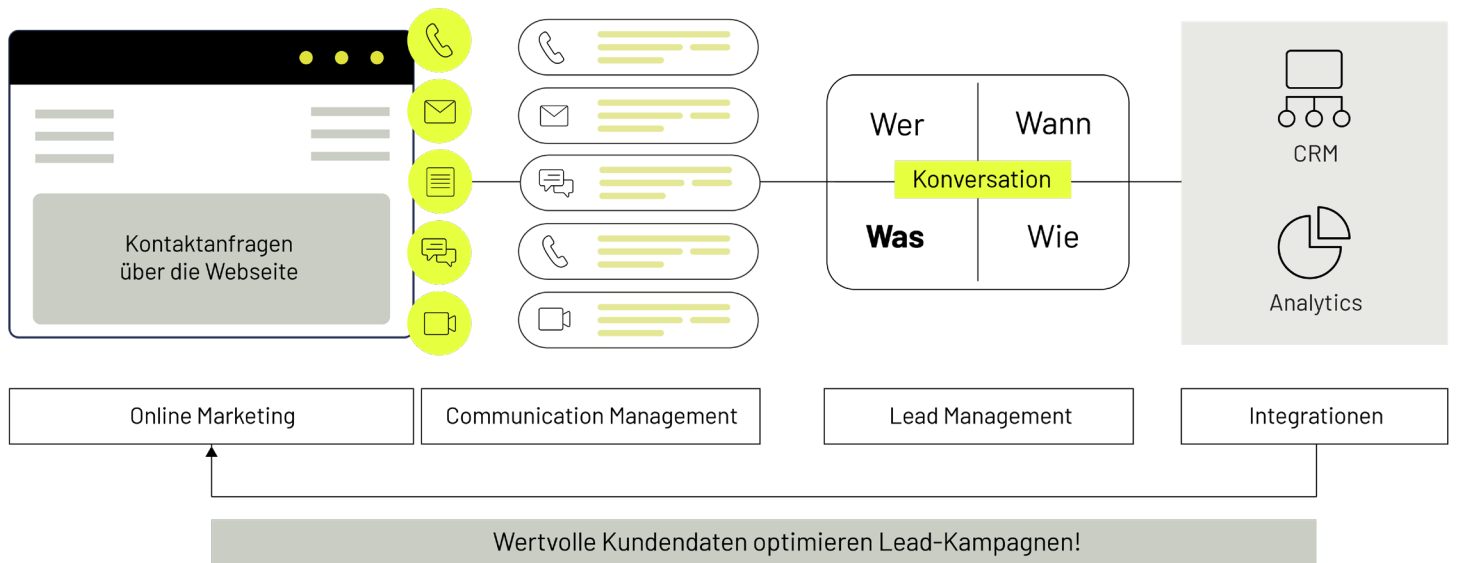 Kontaktanfragen
über die Webseite
Wer
Wann
Konversation
Was
Wie
CRM
Analytics
Online Marketing
Communication Management
Lead Management
Integrationen
Wertvolle Kundendaten optimieren Lead-Kampagnen!